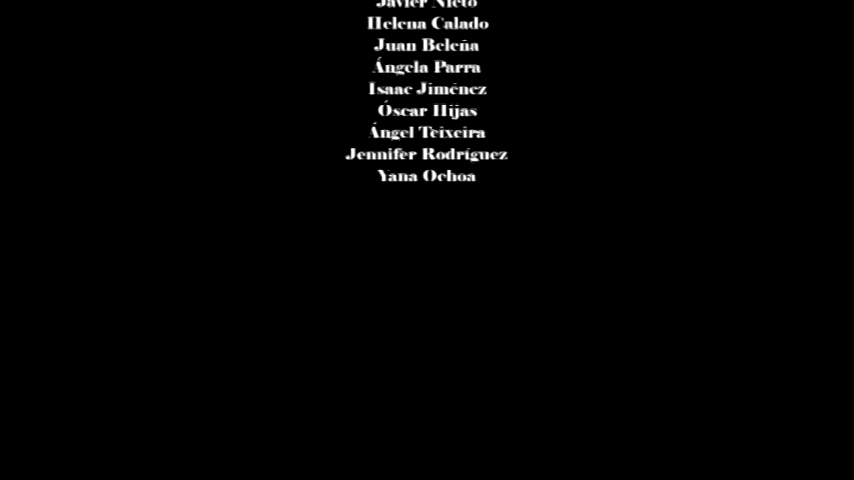 Javier Nieto
Helena Calado
Juan Beleña
Ángela Parra
Isaac Jiménez
Óscar Hijas
Ángel Teixeira
Jennifer Rodríguez
Yana Ochoa